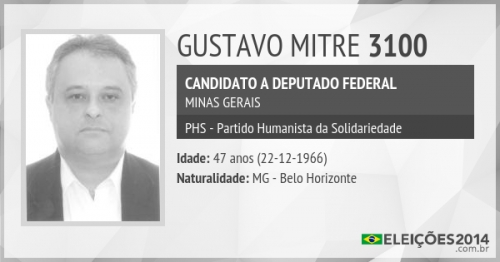 GUSTAVO MITRE 3100
CANDIDATO A DEPUTADO FEDERAL
MINAS GERAIS
PHS - Partido Humanista da Solidariedade
Idade: 47 anos (22-12-1966)
Naturalidade: MG - Belo Horizonte
ELEIÇÕES2014
.com.br